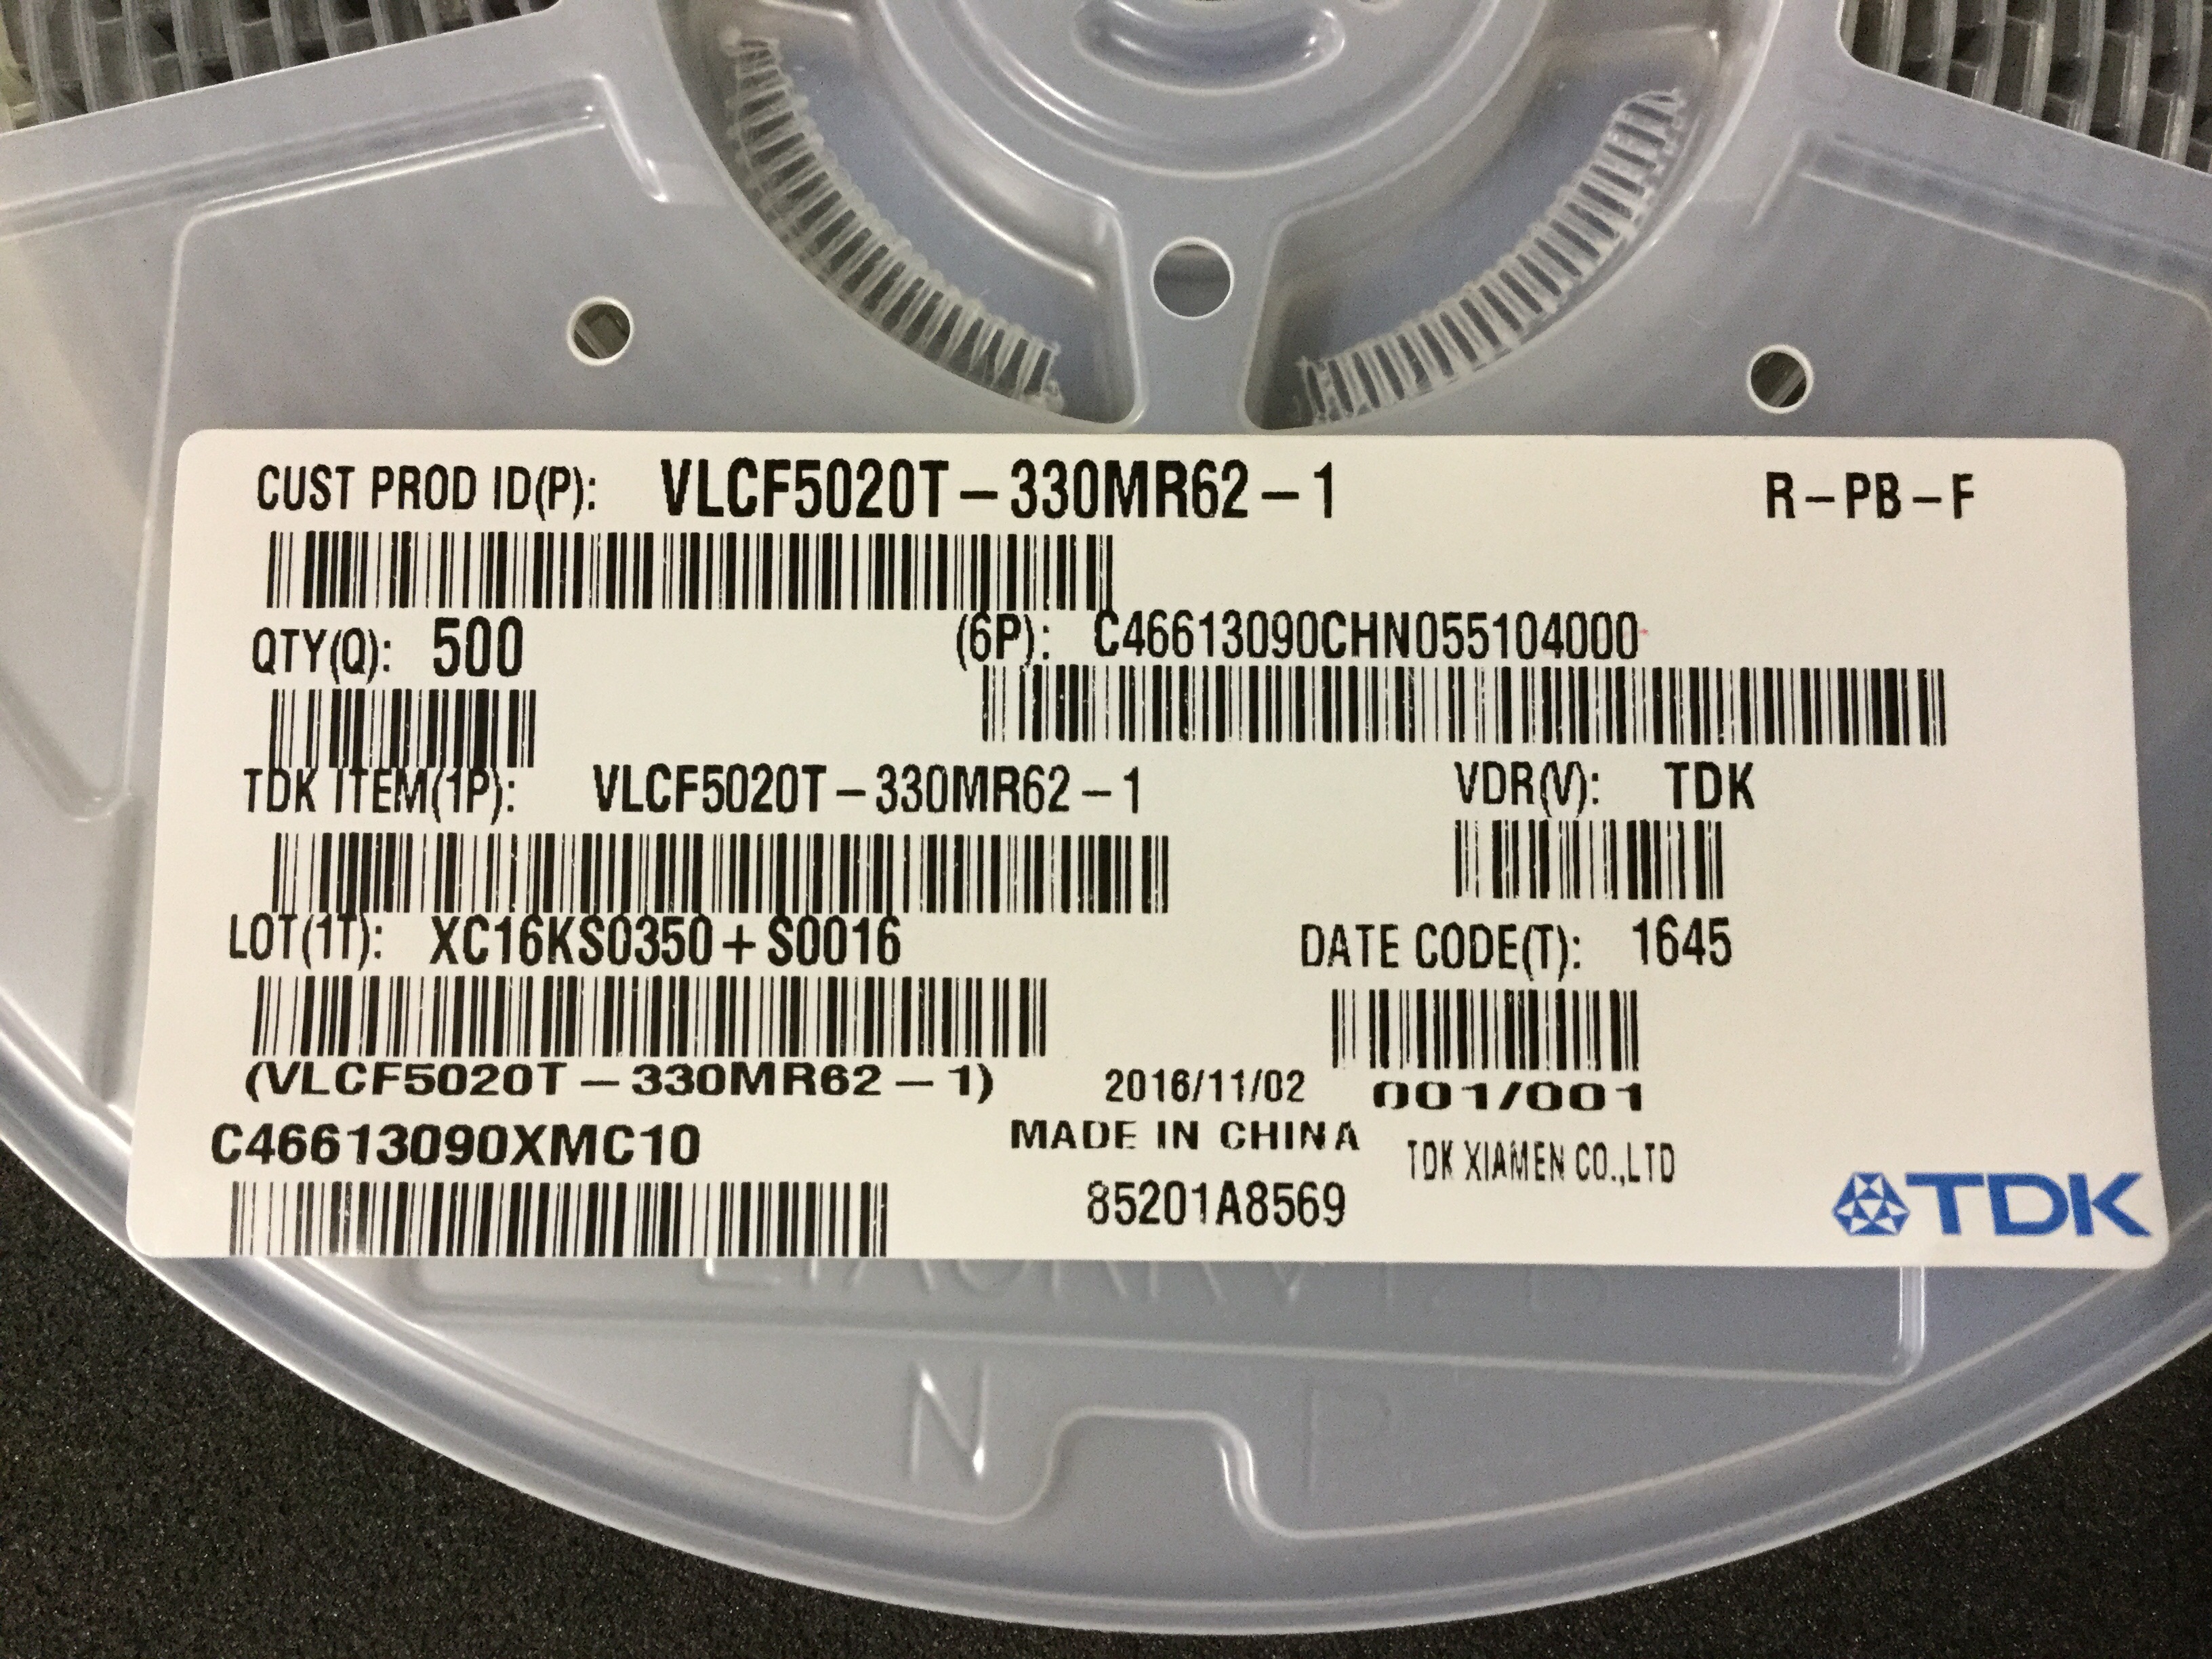 CUST PROD ID(P): VLCF5020T-330MR62-1 R-PB-F
QTY(Q): 500 (6P): C46613090CHN055104000
TDK ITEM(1P): VLCF5020T-330MR62-1 VDR(V): TDK
LOT(1T): XC16KS0350+S0016 DATE CODE(T): 1645
(VLCF5020T-330MR62-1) 2016/11/02 001/001
C46613090XMC10 MADE IN CHINA TDK XIAMEN CO.,LTD
85201A8569 TDK
N P